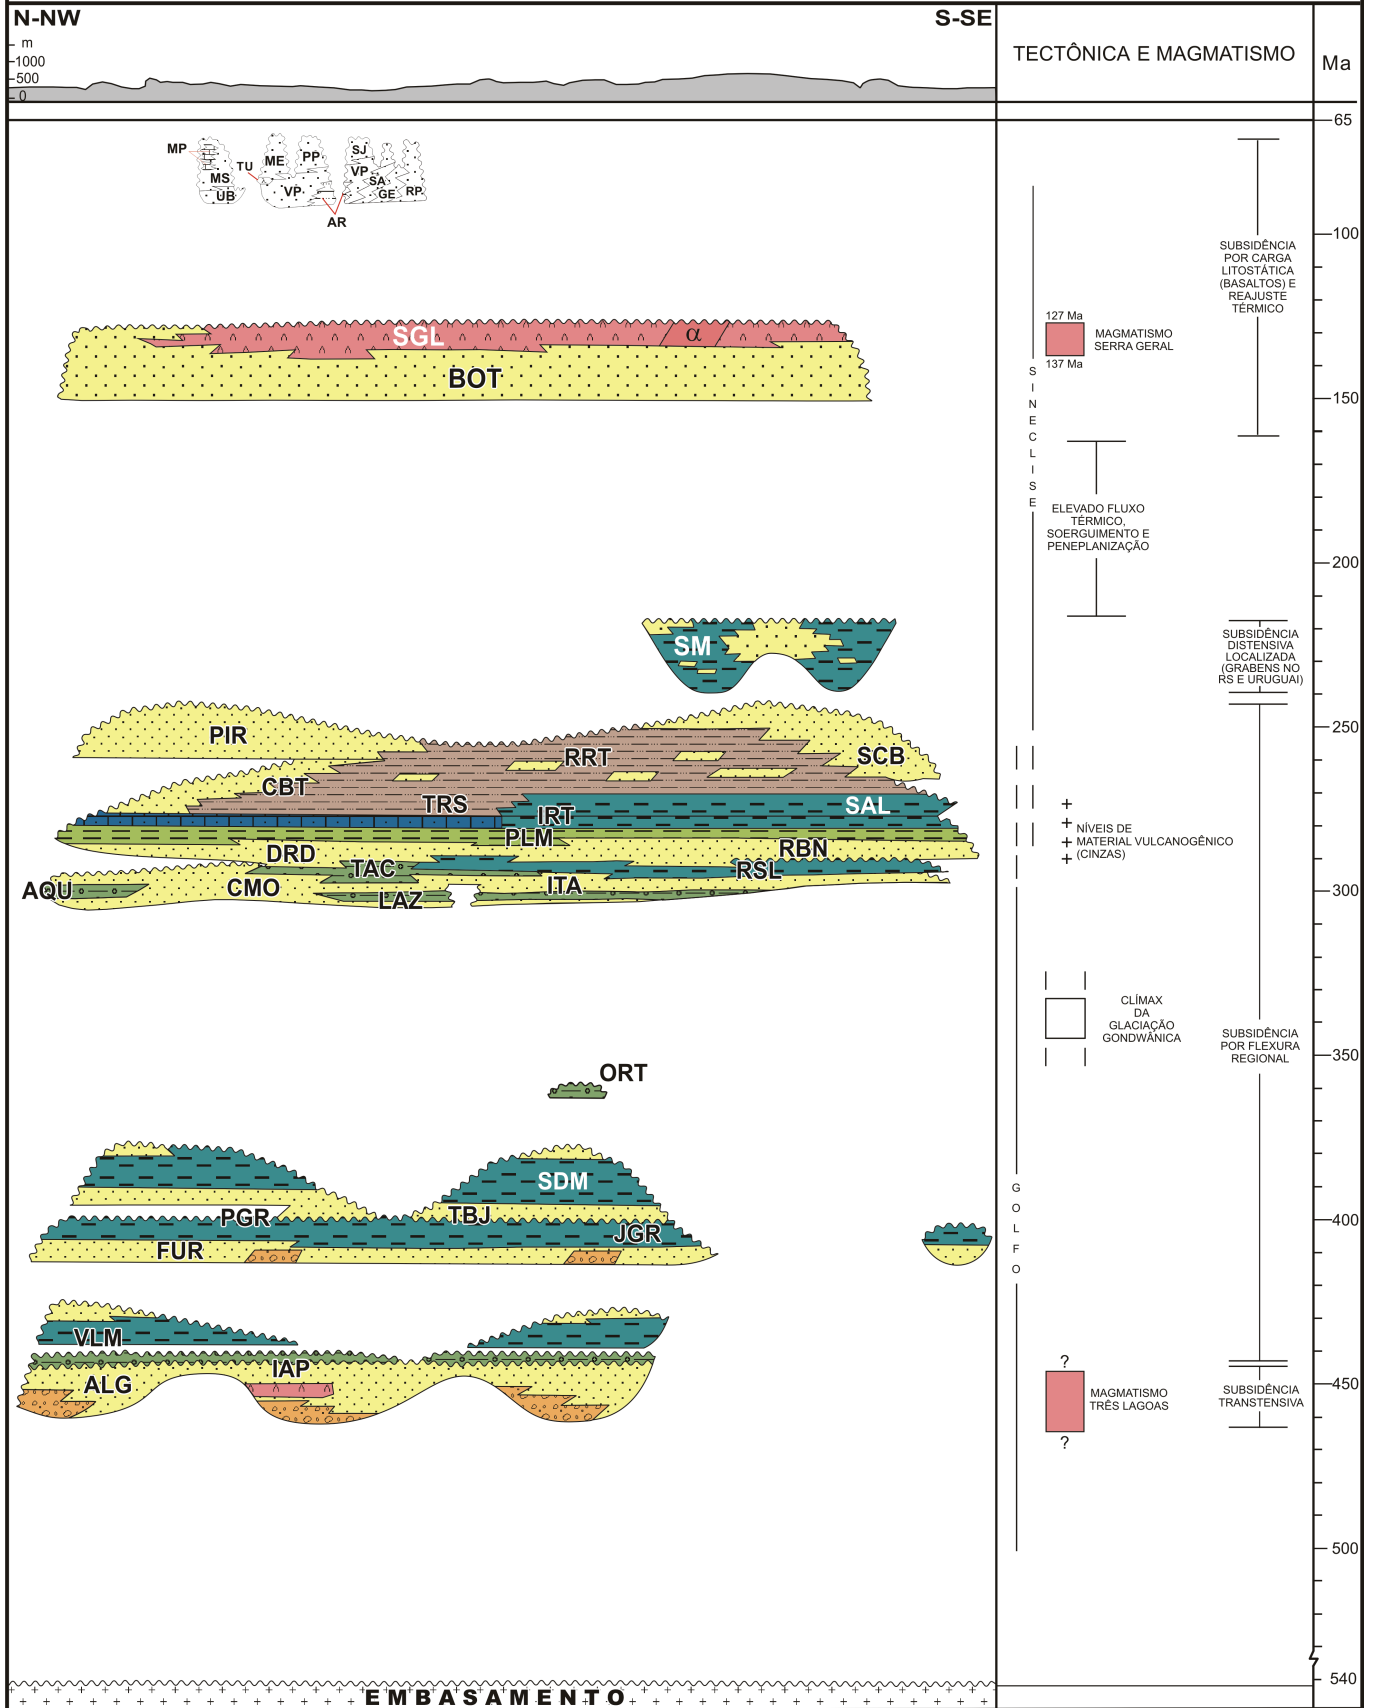 N-NW
S-SE
TECTÔNICA E MAGMATISMO
Ma
m
1000
500
0
65
MP
MS
UB
TU
ME
PP
VP
SJ
VP
SA
GE
RP
AR
100
SUBSIDÊNCIA
POR CARGA
LITOSTÁTICA
(BASALTOS) E
REAJUSTE
TÉRMICO
127 Ma
MAGMATISMO
SERRA GERAL
137 Ma
SGL
α
BOT
150
SINECLISE
ELEVADO FLUXO
TÉRMICO,
SOERGUIMENTO E
PENEPLANIZAÇÃO
200
SM
SUBSIDÊNCIA
DISTENSIVA
LOCALIZADA
(GRABENS NO
RS E URUGUAI)
250
PIR
RRT
SCB
CBT
TRS
IRT
SAL
PLM
DRD
RBN
TAC
RSL
AQU
CMO
ITA
LAZ
NÍVEIS DE
MATERIAL VULCANOGÊNICO
(CINZAS)
300
CLÍMAX
DA
GLACIAÇÃO
GONDWÂNICA
SUBSIDÊNCIA
POR FLEXURA
REGIONAL
350
ORT
SDM
PGR
TBJ
JGR
FUR
GOLFO
400
VLM
IAP
ALG
?
MAGMATISMO
TRÊS LAGOAS
?
SUBSIDÊNCIA
TRANSTENSIVA
450
500
540
EMBASAMENTO